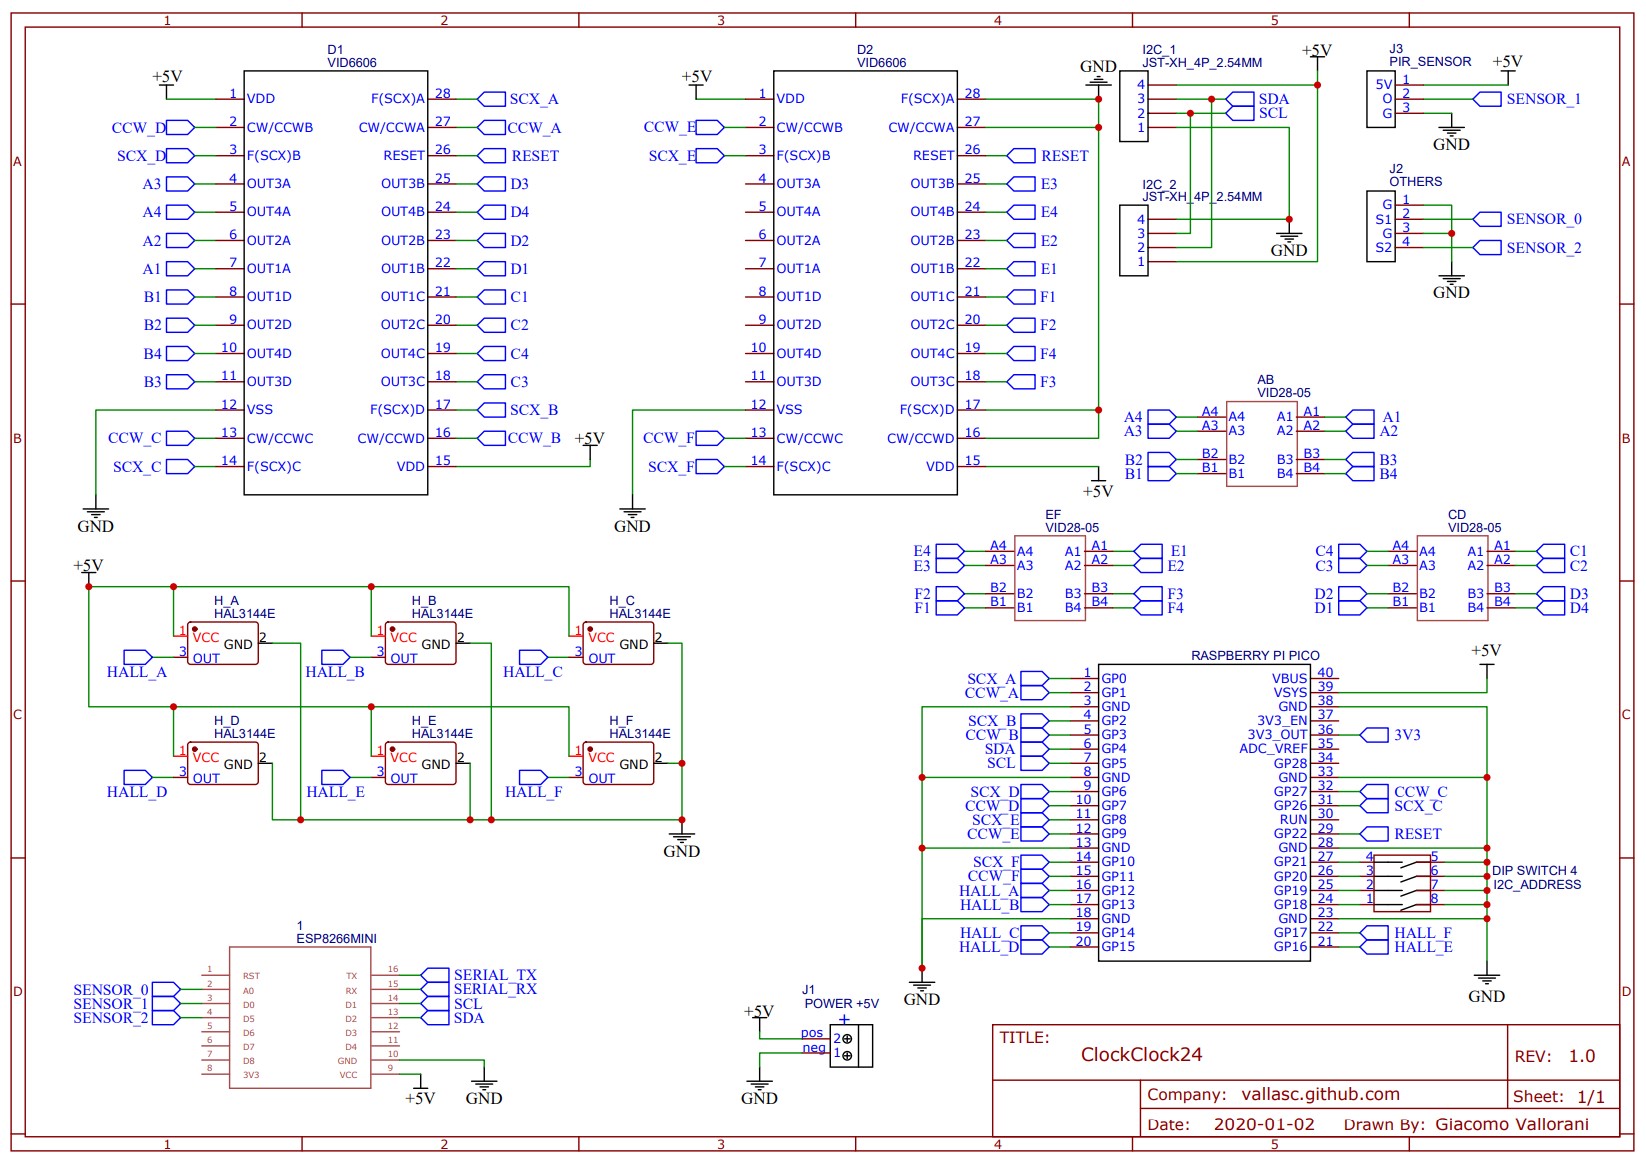 1 2 3 4 5
A
B
C
D
D1
VID6606
+5V
1 VDD F(SCX)A 28 SCX_A
CCW_D 2 CW/CCWB CW/CCWA 27 CCW_A
SCX_D 3 F(SCX)B RESET 26 RESET
A3 4 OUT3A OUT3B 25 D3
A4 5 OUT4A OUT4B 24 D4
A2 6 OUT2A OUT2B 23 D2
A1 7 OUT1A OUT1B 22 D1
B1 8 OUT1D OUT1C 21 C1
B2 9 OUT2D OUT2C 20 C2
B4 10 OUT4D OUT4C 19 C4
B3 11 OUT3D OUT3C 18 C3
12 VSS F(SCX)D 17 SCX_B
CCW_C 13 CW/CCWC CW/CCWD 16 CCW_B
SCX_C 14 F(SCX)C VDD 15 +5V
GND
D2
VID6606
+5V
GND
1 VDD F(SCX)A 28
CCW_E 2 CW/CCWB CW/CCWA 27
SCX_E 3 F(SCX)B RESET 26 RESET
4 OUT3A OUT3B 25 E3
5 OUT4A OUT4B 24 E4
6 OUT2A OUT2B 23 E2
7 OUT1A OUT1B 22 E1
8 OUT1D OUT1C 21 F1
9 OUT2D OUT2C 20 F2
10 OUT4D OUT4C 19 F4
11 OUT3D OUT3C 18 F3
12 VSS F(SCX)D 17
CCW_F 13 CW/CCWC CW/CCWD 16
SCX_F 14 F(SCX)C VDD 15
+5V
GND
I2C_1
JST-XH_4P_2.54MM
+5V
4
3 SDA
2 SCL
1
I2C_2
JST-XH_4P_2.54MM
4
3
2
1
GND
J3
PIR_SENSOR
+5V
5V 1
O 2 SENSOR_1
G 3
GND
J2
OTHERS
G 1
S1 2 SENSOR_0
G 3
S2 4 SENSOR_2
GND
AB
VID28-05
A4 A4 A4 A1 A1 A1
A3 A3 A3 A2 A2 A2
B2 B2 B2 B3 B3 B3
B1 B1 B1 B4 B4 B4
EF
VID28-05
E4 A4 A4 A1 A1 E1
E3 A3 A3 A2 A2 E2
F2 B2 B2 B3 B3 F3
F1 B1 B1 B4 B4 F4
CD
VID28-05
C4 A4 A4 A1 A1 C1
C3 A3 A3 A2 A2 C2
D2 B2 B2 B3 B3 D3
D1 B1 B1 B4 B4 D4
+5V
H_A
HAL3144E
1 VCC GND 2
3 OUT
HALL_A
H_B
HAL3144E
1 VCC GND 2
3 OUT
HALL_B
H_C
HAL3144E
1 VCC GND 2
3 OUT
HALL_C
H_D
HAL3144E
1 VCC GND 2
3 OUT
HALL_D
H_E
HAL3144E
1 VCC GND 2
3 OUT
HALL_E
H_F
HAL3144E
1 VCC GND 2
3 OUT
HALL_F
GND
RASPBERRY PI PICO
+5V
SCX_A 1 GP0 VBUS 40
CCW_A 2 GP1 VSYS 39
3 GND GND 38
SCX_B 4 GP2 3V3_EN 37
CCW_B 5 GP3 3V3_OUT 36 3V3
SDA 6 GP4 ADC_VREF 35
SCL 7 GP5 GP28 34
8 GND GND 33
SCX_D 9 GP6 GP27 32 CCW_C
CCW_D 10 GP7 GP26 31 SCX_C
SCX_E 11 GP8 RUN 30
CCW_E 12 GP9 GP22 29 RESET
13 GND GND 28
SCX_F 14 GP10 GP21 27 4 5
CCW_F 15 GP11 GP20 26 3 6
HALL_A 16 GP12 GP19 25 2 7
HALL_B 17 GP13 GP18 24 1 8
18 GND GND 23
HALL_C 19 GP14 GP17 22 HALL_F
HALL_D 20 GP15 GP16 21 HALL_E
DIP SWITCH 4
I2C_ADDRESS
GND
GND
1
ESP8266MINI
1 RST TX 16 SERIAL_TX
SENSOR_0 2 A0 RX 15 SERIAL_RX
SENSOR_1 3 D0 D1 14 SCL
SENSOR_2 4 D5 D2 13 SDA
5 D6 D3 12
6 D7 D4 11
7 D8 GND 10
8 3V3 VCC 9
+5V
GND
J1
POWER +5V
+5V
+
pos 2
neg 1
GND
TITLE:
ClockClock24
REV: 1.0
Company: vallasc.github.com
Sheet: 1/1
Date: 2020-01-02 Drawn By: Giacomo Vallorani
A
B
C
D
1 2 3 4 5